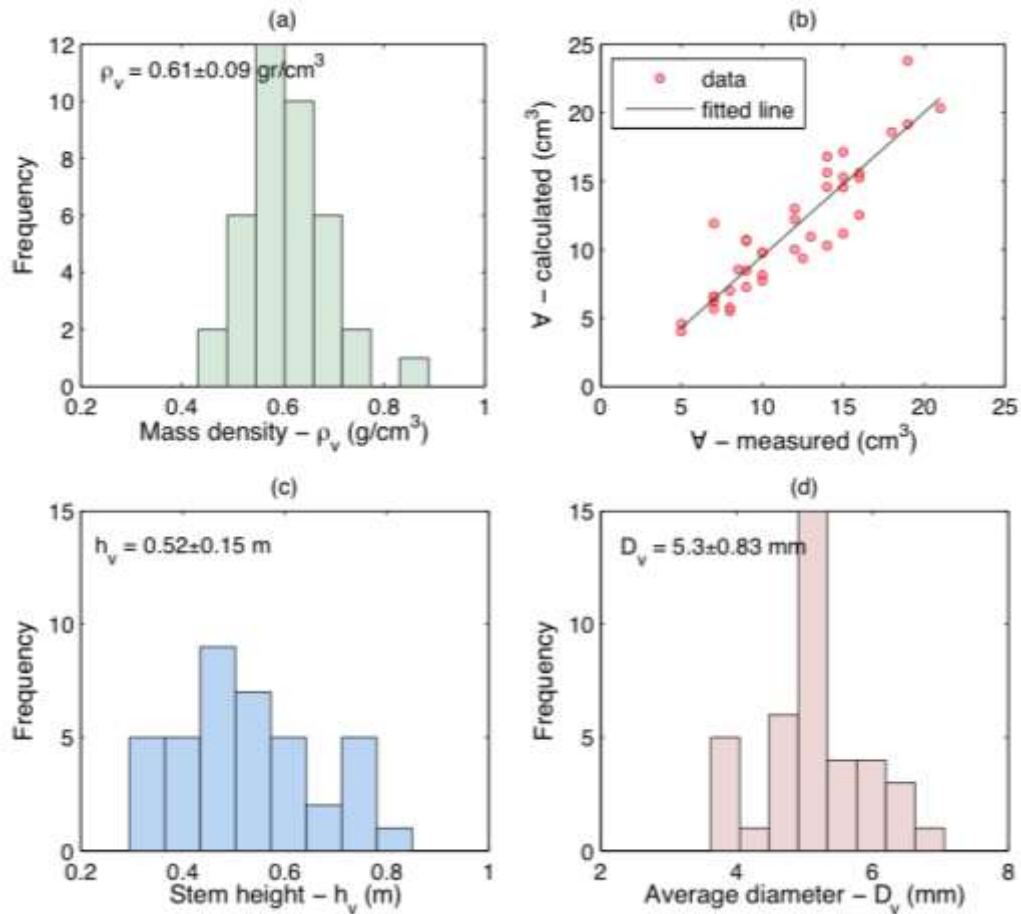 (a)
ρv = 0.61±0.09 gr/cm3
Frequency
12
10
8
6
4
2
0
0.2 0.4 0.6 0.8 1
Mass density – ρv (g/cm3)
(b)
data
fitted line
∀ – calculated (cm3)
25
20
15
10
5
0
0 5 10 15 20 25
∀ – measured (cm3)
(c)
hv = 0.52±0.15 m
Frequency
15
10
5
0
0.2 0.4 0.6 0.8 1
Stem height – hv (m)
(d)
Dv = 5.3±0.83 mm
Frequency
15
10
5
0
2 4 6 8
Average diameter – Dv (mm)